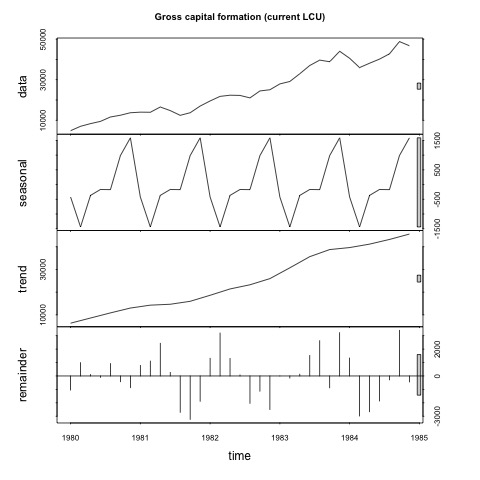 Gross capital formation (current LCU)
data
10000 30000 50000
seasonal
-1500 -500 500 1500
trend
10000 30000
remainder
-3000 0 2000
1980 1981 1982 1983 1984 1985
time